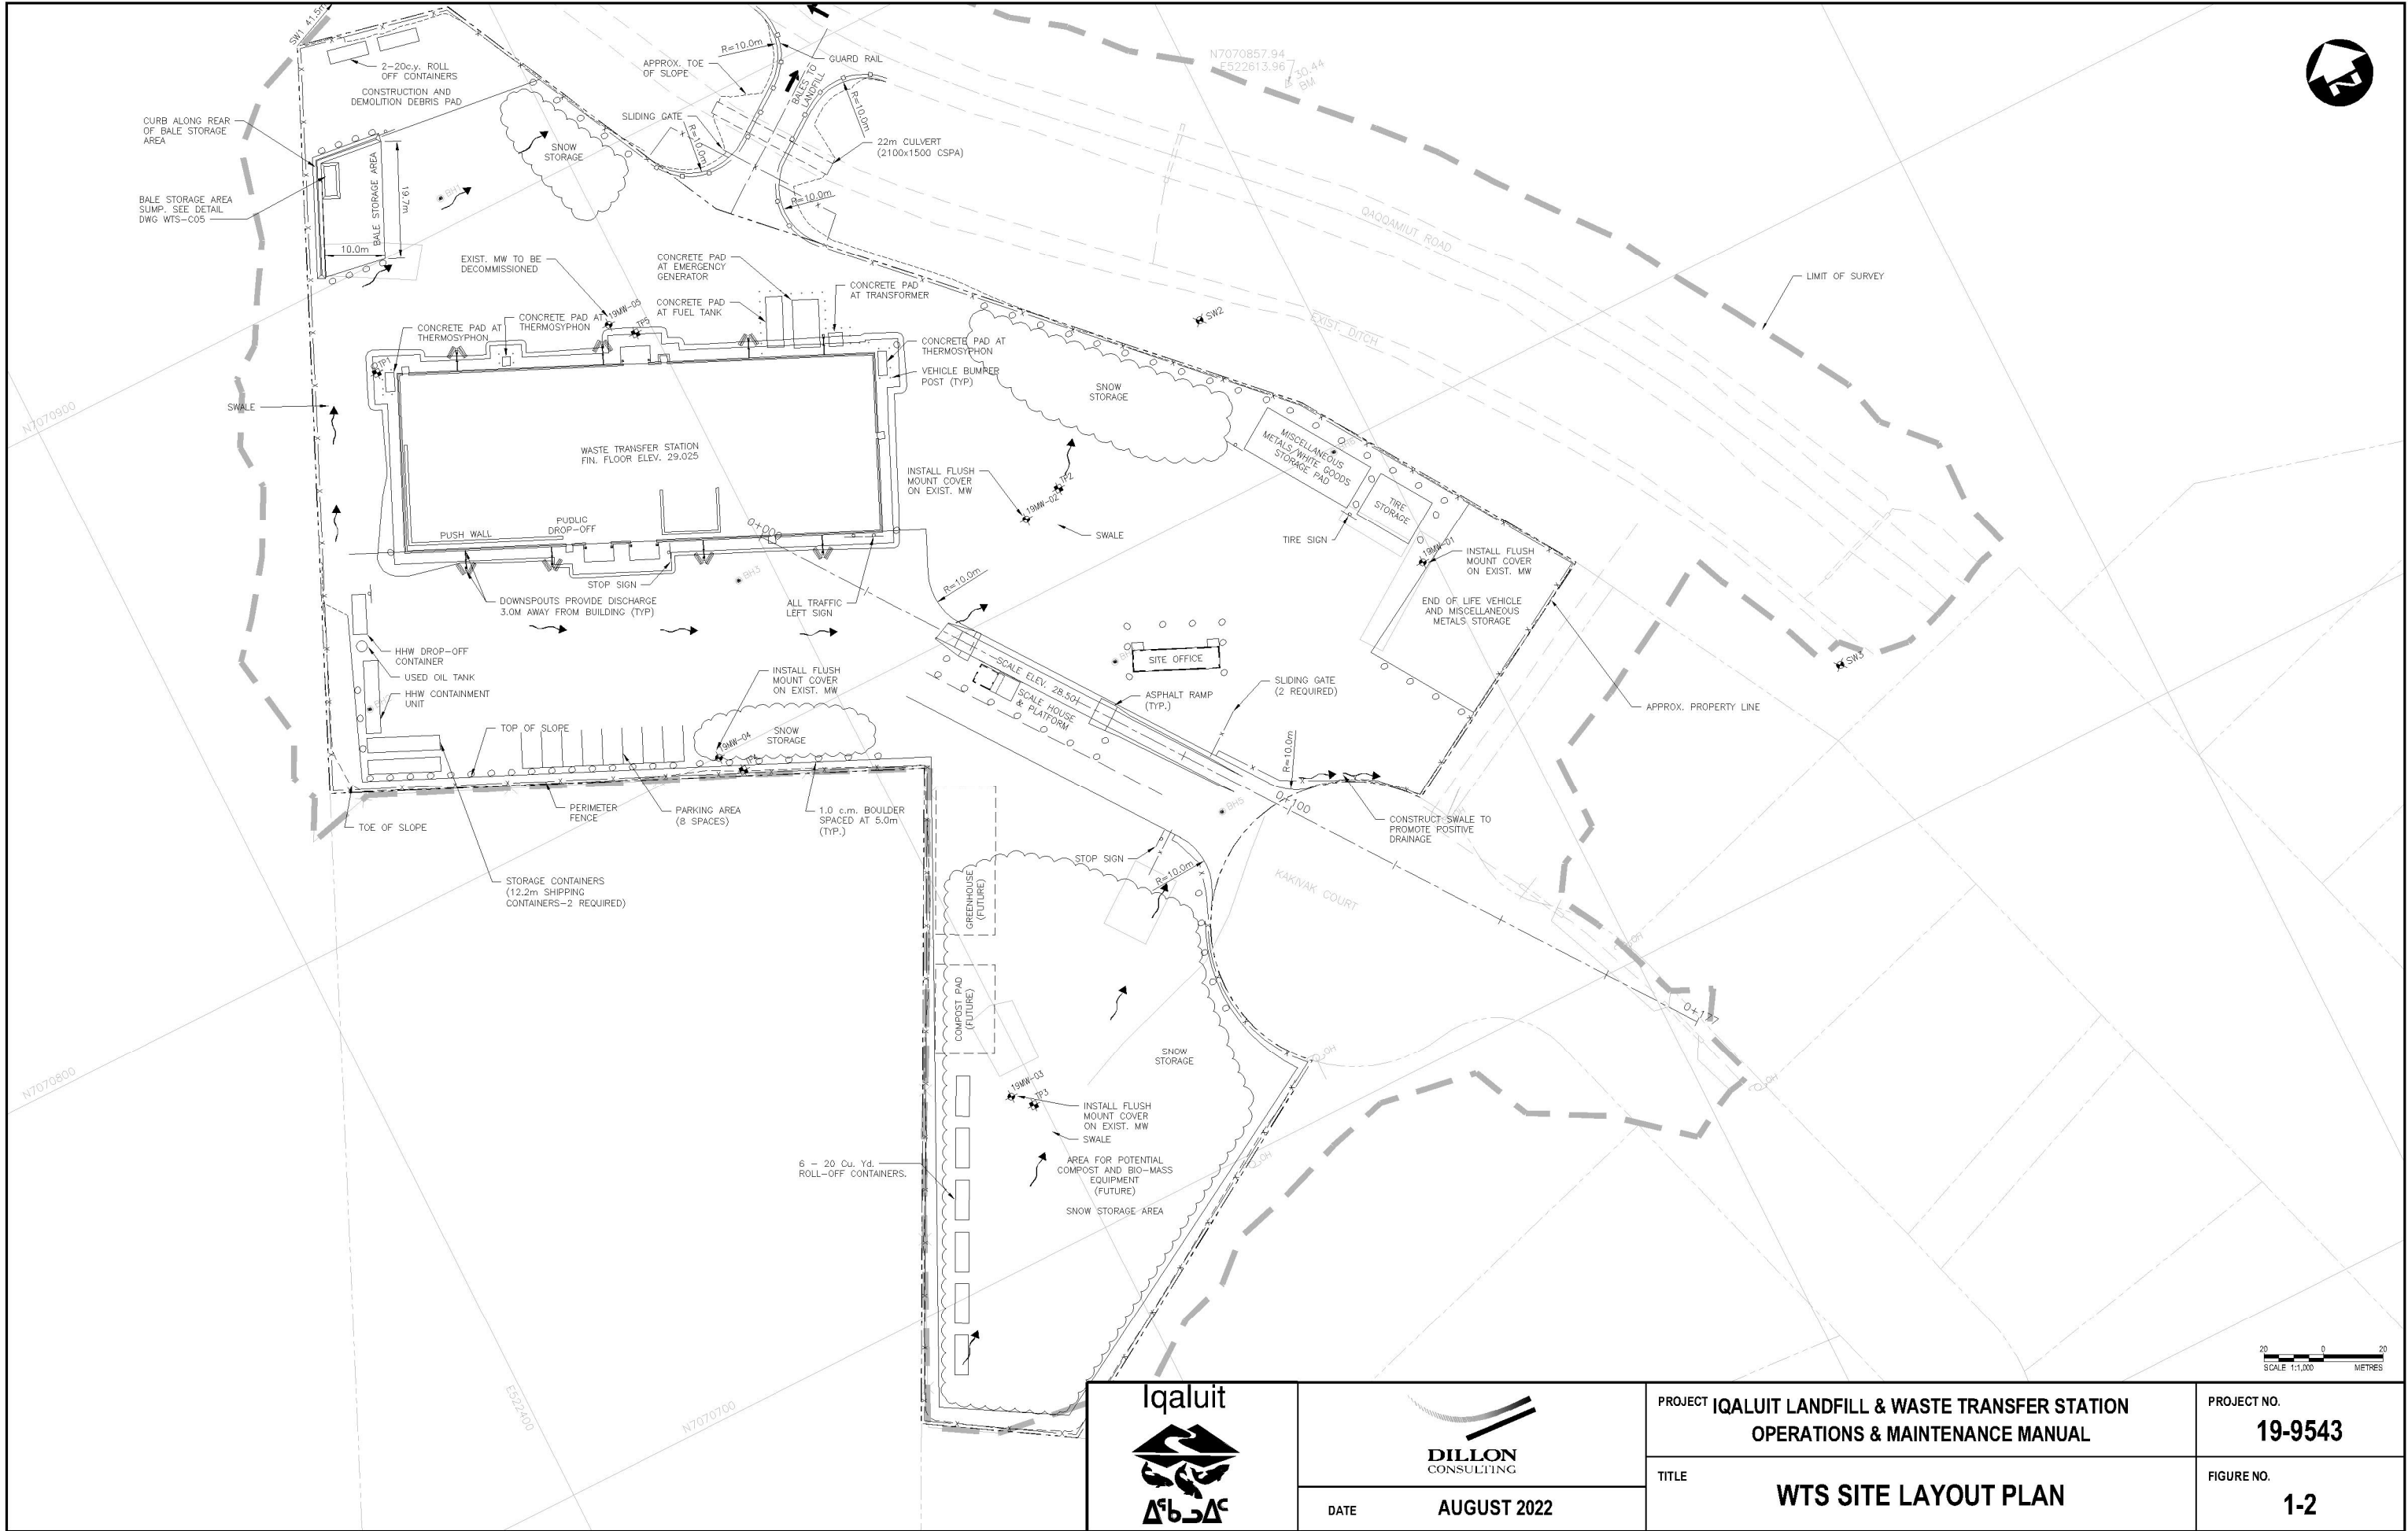 SW1
41.5m
2-20c.y. ROLL
OFF CONTAINERS
CONSTRUCTION AND
DEMOLITION DEBRIS PAD
CURB ALONG REAR
OF BALE STORAGE
AREA
BALE STORAGE AREA
SUMP. SEE DETAIL
DWG WTS-C05
BALE STORAGE AREA
19.7m
10.0m
BH1
SNOW
STORAGE
APPROX. TOE
OF SLOPE
R=10.0m
GUARD RAIL
BALES TO
LANDFILL
SLIDING GATE
R=10.0m
R=10.0m
R=10.0m
22m CULVERT
(2100x1500 CSPA)
N7070857.94
E522613.96
30.44
BM
QAQQAMIUT ROAD
EXIST. DITCH
LIMIT OF SURVEY
EXIST. MW TO BE
DECOMMISSIONED
CONCRETE PAD
AT EMERGENCY
GENERATOR
CONCRETE PAD
AT TRANSFORMER
CONCRETE PAD
AT FUEL TANK
19MW-05
TP5
CONCRETE PAD AT
THERMOSYPHON
CONCRETE PAD AT
THERMOSYPHON
CONCRETE PAD AT
THERMOSYPHON
VEHICLE BUMPER
POST (TYP)
TP1
SWALE
N7070900
WASTE TRANSFER STATION
FIN. FLOOR ELEV. 29.025
PUSH WALL
PUBLIC
DROP-OFF
0+000
SW2
SNOW
STORAGE
INSTALL FLUSH
MOUNT COVER
ON EXIST. MW
19MW-02
TP2
SWALE
MISCELLANEOUS
METALS/WHITE GOODS
STORAGE PAD
TIRE
STORAGE
TIRE SIGN
19MW-01
INSTALL FLUSH
MOUNT COVER
ON EXIST. MW
END OF LIFE VEHICLE
AND MISCELLANEOUS
METALS STORAGE
SW3
APPROX. PROPERTY LINE
STOP SIGN
BH3
DOWNSPOUTS PROVIDE DISCHARGE
3.0M AWAY FROM BUILDING (TYP)
ALL TRAFFIC
LEFT SIGN
R=10.0m
HHW DROP-OFF
CONTAINER
USED OIL TANK
HHW CONTAINMENT
UNIT
INSTALL FLUSH
MOUNT COVER
ON EXIST. MW
SITE OFFICE
SCALE ELEV. 28.501
SCALE HOUSE
& PLATFORM
ASPHALT RAMP
(TYP.)
SLIDING GATE
(2 REQUIRED)
TOP OF SLOPE
19MW-04
TP4
SNOW
STORAGE
R=10.0m
0+100
BH5
CONSTRUCT SWALE TO
PROMOTE POSITIVE
DRAINAGE
PERIMETER
FENCE
PARKING AREA
(8 SPACES)
1.0 c.m. BOULDER
SPACED AT 5.0m
(TYP.)
TOE OF SLOPE
STORAGE CONTAINERS
(12.2m SHIPPING
CONTAINERS-2 REQUIRED)
STOP SIGN
R=10.0m
KAKIVAK COURT
GREENHOUSE
(FUTURE)
COMPOST PAD
(FUTURE)
0+177
SNOW
STORAGE
N7070800
19MW-03
TP3
INSTALL FLUSH
MOUNT COVER
ON EXIST. MW
SWALE
6 - 20 Cu. Yd.
ROLL-OFF CONTAINERS.
AREA FOR POTENTIAL
COMPOST AND BIO-MASS
EQUIPMENT
(FUTURE)
SNOW STORAGE AREA
E522400
N7070700
20 0 20
SCALE 1:1,000 METRES
Iqaluit
ᐃᖃᓗᐃᑦ
DILLON
CONSULTING
DATE AUGUST 2022
PROJECT IQALUIT LANDFILL & WASTE TRANSFER STATION
OPERATIONS & MAINTENANCE MANUAL
PROJECT NO.
19-9543
TITLE WTS SITE LAYOUT PLAN
FIGURE NO.
1-2